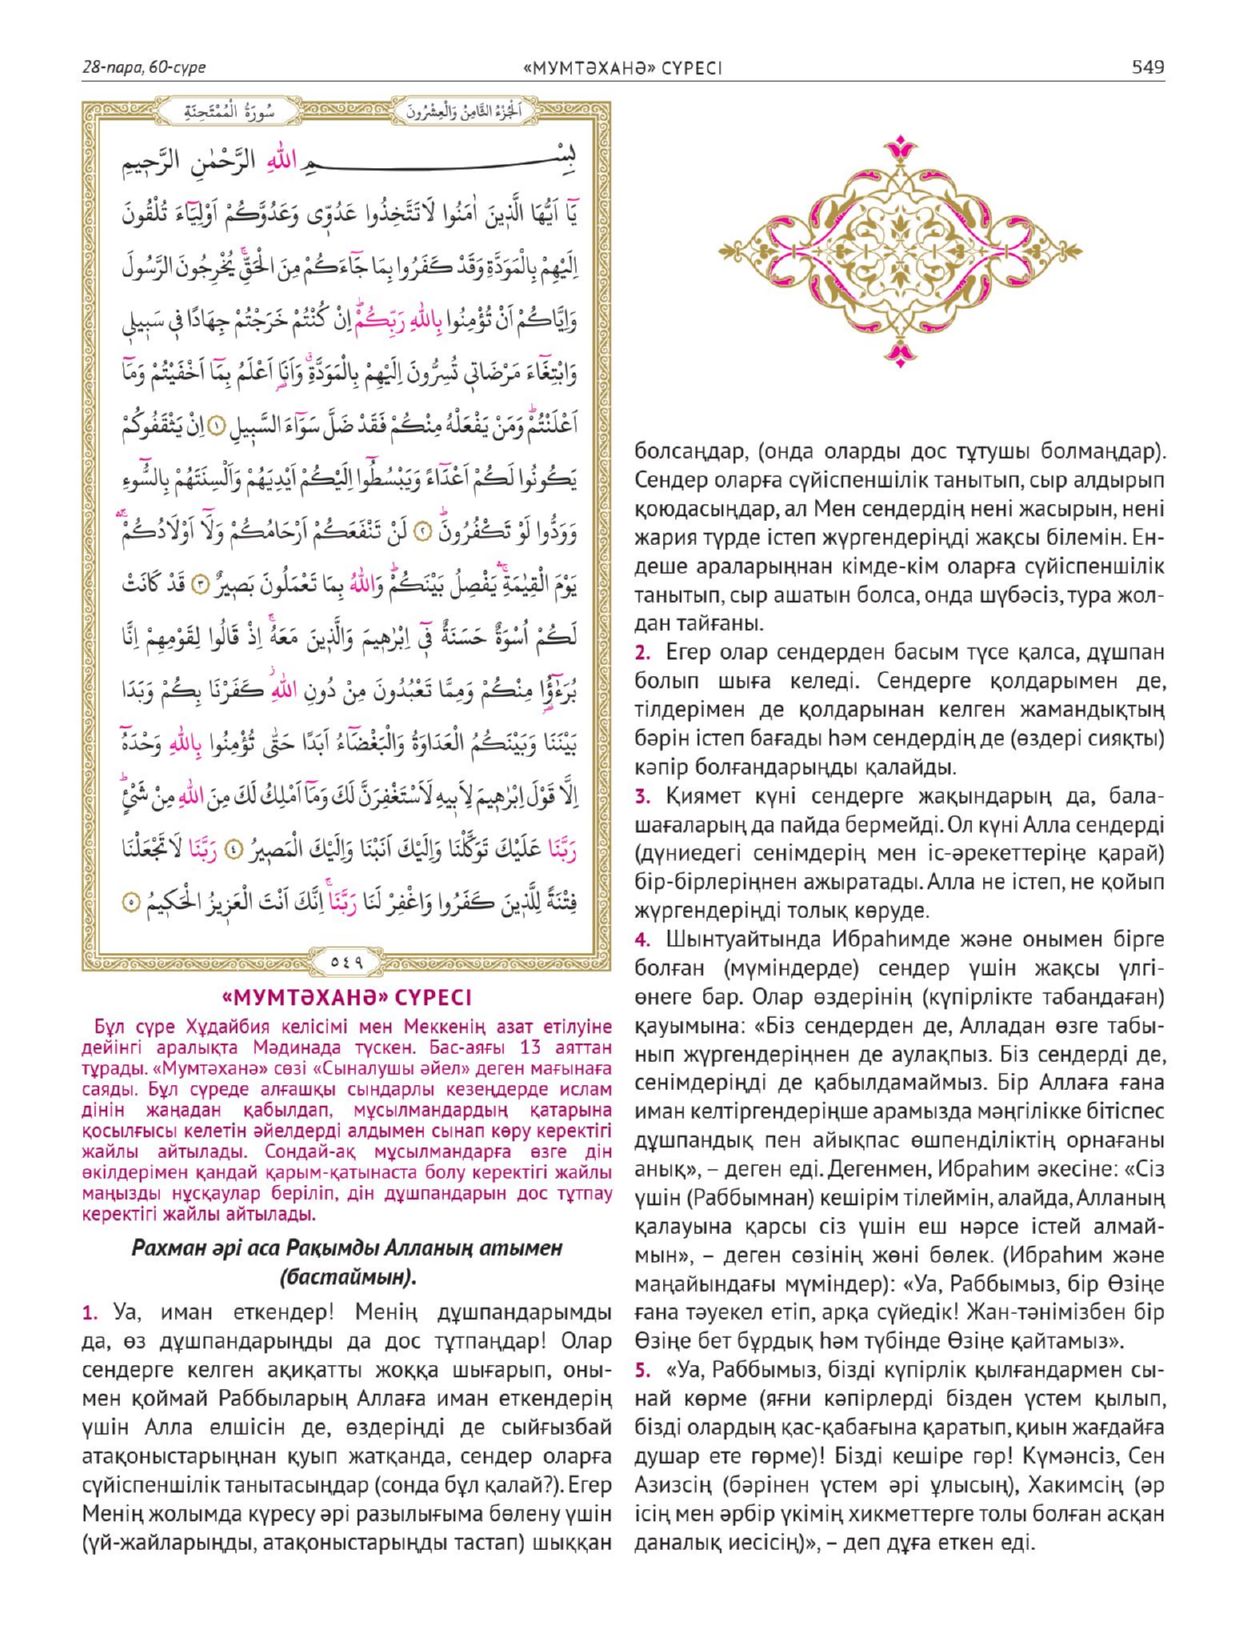 28-пара, 60-сүре
«МУМТӘХАНӘ» СҮРЕСІ
549
سُورَةُ الْمُمْتَحِنَةِ
اَلْجُزْءُ الثَّامِنُ وَالْعِشْرُونَ
بِسْمِ اللّٰهِ الرَّحْمٰنِ الرَّحٖيمِ
يَٓا اَيُّهَا الَّذٖينَ اٰمَنُوا لَا تَتَّخِذُوا عَدُوّٖى وَعَدُوَّكُمْ اَوْلِيَٓاءَ تُلْقُونَ
اِلَيْهِمْ بِالْمَوَدَّةِ وَقَدْ كَفَرُوا بِمَا جَٓاءَكُمْ مِنَ الْحَقِّۚ يُخْرِجُونَ الرَّسُولَ
وَاِيَّاكُمْ اَنْ تُؤْمِنُوا بِاللّٰهِ رَبِّكُمْؕ اِنْ كُنْتُمْ خَرَجْتُمْ جِهَادًا فٖى سَبٖيلٖى
وَابْتِغَٓاءَ مَرْضَاتٖى تُسِرُّونَ اِلَيْهِمْ بِالْمَوَدَّةِۗ وَاَنَا۬ اَعْلَمُ بِمَٓا اَخْفَيْتُمْ وَمَٓا
اَعْلَنْتُمْؕ وَمَنْ يَفْعَلْهُ مِنْكُمْ فَقَدْ ضَلَّ سَوَٓاءَ السَّبٖيلِ ١ اِنْ يَثْقَفُوكُمْ
يَكُونُوا لَكُمْ اَعْدَٓاءً وَيَبْسُطُٓوا اِلَيْكُمْ اَيْدِيَهُمْ وَاَلْسِنَتَهُمْ بِالسُّٓوءِ
وَوَدُّوا لَوْ تَكْفُرُونَؕ ٢ لَنْ تَنْفَعَكُمْ اَرْحَامُكُمْ وَلَٓا اَوْلَادُكُمْۚۛ
يَوْمَ الْقِيٰمَةِۚۛ يَفْصِلُ بَيْنَكُمْؕ وَاللّٰهُ بِمَا تَعْمَلُونَ بَصٖيرٌ ٣ قَدْ كَانَتْ
لَكُمْ اُسْوَةٌ حَسَنَةٌ فٖٓى اِبْرٰهٖيمَ وَالَّذٖينَ مَعَهُۚ اِذْ قَالُوا لِقَوْمِهِمْ اِنَّا
بُرَءٰٓؤُ۬ا مِنْكُمْ وَمِمَّا تَعْبُدُونَ مِنْ دُونِ اللّٰهِؗ كَفَرْنَا بِكُمْ وَبَدَا
بَيْنَنَا وَبَيْنَكُمُ الْعَدَاوَةُ وَالْبَغْضَٓاءُ اَبَدًا حَتّٰى تُؤْمِنُوا بِاللّٰهِ وَحْدَهُٓ
اِلَّا قَوْلَ اِبْرٰهٖيمَ لِاَبٖيهِ لَاَسْتَغْفِرَنَّ لَكَ وَمَٓا اَمْلِكُ لَكَ مِنَ اللّٰهِ مِنْ شَىْءٍؕ
رَبَّنَا عَلَيْكَ تَوَكَّلْنَا وَاِلَيْكَ اَنَبْنَا وَاِلَيْكَ الْمَصٖيرُ ٤ رَبَّنَا لَا تَجْعَلْنَا
فِتْنَةً لِلَّذٖينَ كَفَرُوا وَاغْفِرْ لَنَا رَبَّنَاۚ اِنَّكَ اَنْتَ الْعَزٖيزُ الْحَكٖيمُ ٥
٥٤٩
«МУМТӘХАНӘ» СҮРЕСІ
Бұл сүре Хұдайбия келісімі мен Меккенің азат етілуіне
дейінгі аралықта Мәдинада түскен. Бас-аяғы 13 аяттан
тұрады. «Мумтәханә» сөзі «Сыналушы әйел» деген мағынаға
саяды. Бұл сүреде алғашқы сындарлы кезеңдерде ислам
дінін жаңадан қабылдап, мұсылмандардың қатарына
қосылғысы келетін әйелдерді алдымен сынап көру керектігі
жайлы айтылады. Сондай-ақ мұсылмандарға өзге дін
өкілдерімен қандай қарым-қатынаста болу керектігі жайлы
маңызды нұсқаулар беріліп, дін дұшпандарын дос тұтпау
керектігі жайлы айтылады.
Рахман әрі аса Рақымды Алланың атымен
(бастаймын).
1. Уа, иман еткендер! Менің дұшпандарымды
да, өз дұшпандарыңды да дос тұтпаңдар! Олар
сендерге келген ақиқатты жоққа шығарып, оны-
мен қоймай Раббыларың Аллаға иман еткендерің
үшін Алла елшісін де, өздеріңді де сыйғызбай
атақоныстарыңнан қуып жатқанда, сендер оларға
сүйіспеншілік танытасыңдар (сонда бұл қалай?). Егер
Менің жолымда күресу әрі разылығыма бөлену үшін
(үй-жайларыңды, атақоныстарыңды тастап) шыққан
болсаңдар, (онда оларды дос тұтушы болмаңдар).
Сендер оларға сүйіспеншілік танытып, сыр алдырып
қоюдасыңдар, ал Мен сендердің нені жасырын, нені
жария түрде істеп жүргендеріңді жақсы білемін. Ен-
деше араларыңнан кімде-кім оларға сүйіспеншілік
танытып, сыр ашатын болса, онда шүбәсіз, тура жол-
дан тайғаны.
2. Егер олар сендерден басым түсе қалса, дұшпан
болып шыға келеді. Сендерге қолдарымен де,
тілдерімен де қолдарынан келген жамандықтың
бәрін істеп бағады һәм сендердің де (өздері сияқты)
кәпір болғандарыңды қалайды.
3. Қиямет күні сендерге жақындарың да, бала-
шағаларың да пайда бермейді. Ол күні Алла сендерді
(дүниедегі сенімдерің мен іс-әрекеттеріңе қарай)
бір-бірлеріңнен ажыратады. Алла не істеп, не қойып
жүргендеріңді толық көруде.
4. Шынтуайтында Ибраһимде және онымен бірге
болған (мүміндерде) сендер үшін жақсы үлгі-
өнеге бар. Олар өздерінің (күпірлікте табандаған)
қауымына: «Біз сендерден де, Алладан өзге табы-
нып жүргендеріңнен де аулақпыз. Біз сендерді де,
сенімдеріңді де қабылдамаймыз. Бір Аллаға ғана
иман келтіргендеріңше арамызда мәңгілікке бітіспес
дұшпандық пен айықпас өшпенділіктің орнағаны
анық», – деген еді. Дегенмен, Ибраһим әкесіне: «Сіз
үшін (Раббымнан) кешірім тілеймін, алайда, Алланың
қалауына қарсы сіз үшін еш нәрсе істей алмай-
мын», – деген сөзінің жөні бөлек. (Ибраһим және
маңайындағы мүміндер): «Уа, Раббымыз, бір Өзіңе
ғана тәуекел етіп, арқа сүйедік! Жан-тәнімізбен бір
Өзіңе бет бұрдық һәм түбінде Өзіңе қайтамыз».
5. «Уа, Раббымыз, бізді күпірлік қылғандармен сы-
най көрме (яғни кәпірлерді бізден үстем қылып,
бізді олардың қас-қабағына қаратып, қиын жағдайға
душар ете гөрме)! Бізді кешіре гөр! Күмәнсіз, Сен
Азизсің (бәрінен үстем әрі ұлысың), Хакимсің (әр
ісің мен әрбір үкімің хикметтерге толы болған асқан
даналық иесісің)», – деп дұға еткен еді.